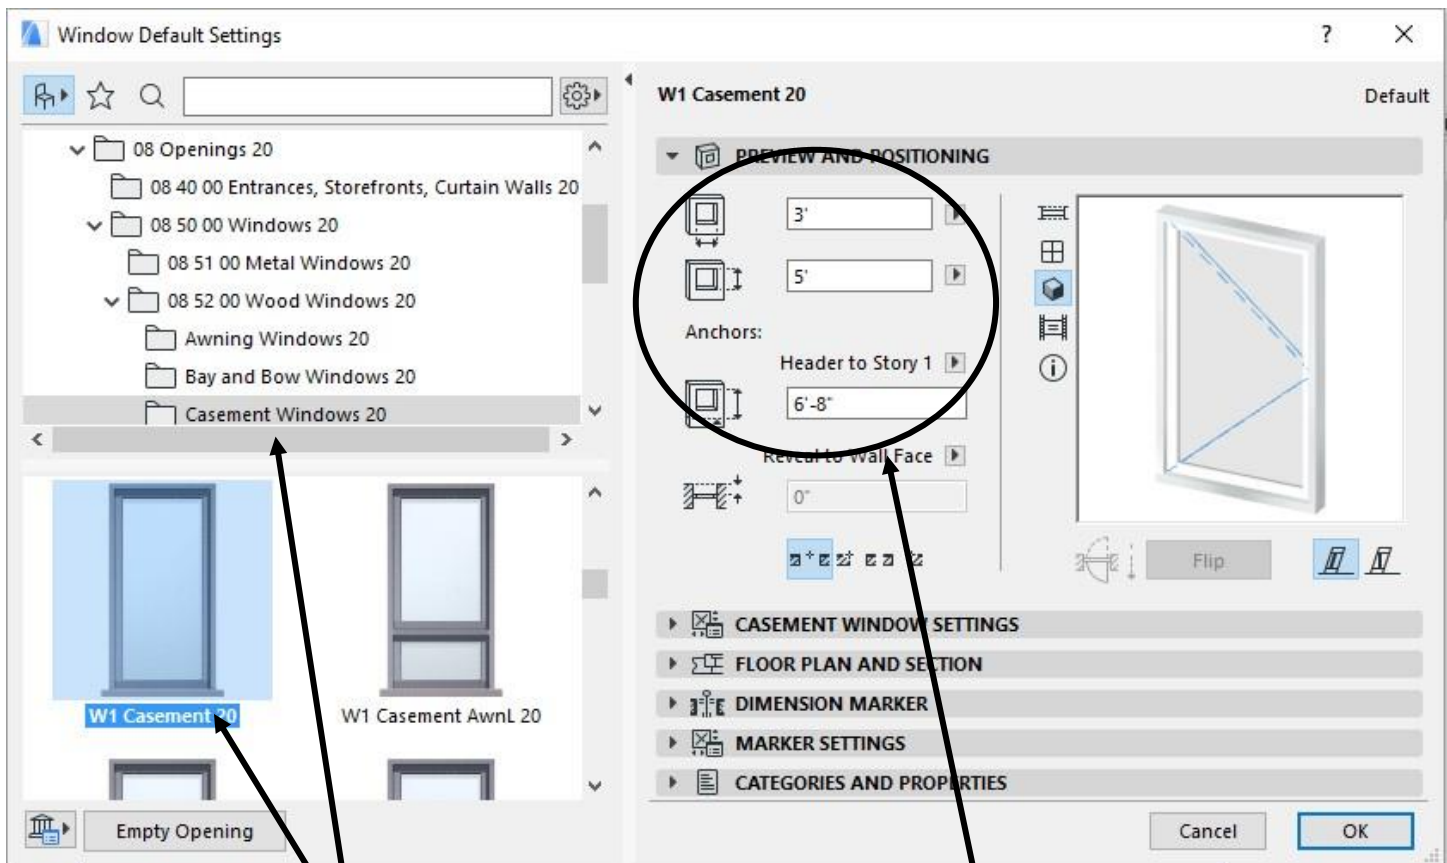 Window Default Settings
?
W1 Casement 20
Default
08 Openings 20
08 40 00 Entrances, Storefronts, Curtain Walls 20
08 50 00 Windows 20
08 51 00 Metal Windows 20
08 52 00 Wood Windows 20
Awning Windows 20
Bay and Bow Windows 20
Casement Windows 20
W1 Casement 20
W1 Casement AwnL 20
Empty Opening
PREVIEW AND POSITIONING
3'
5'
Anchors:
Header to Story 1
6'-8"
Reveal to Wall Face
0"
Flip
CASEMENT WINDOW SETTINGS
FLOOR PLAN AND SECTION
DIMENSION MARKER
MARKER SETTINGS
CATEGORIES AND PROPERTIES
Cancel
OK